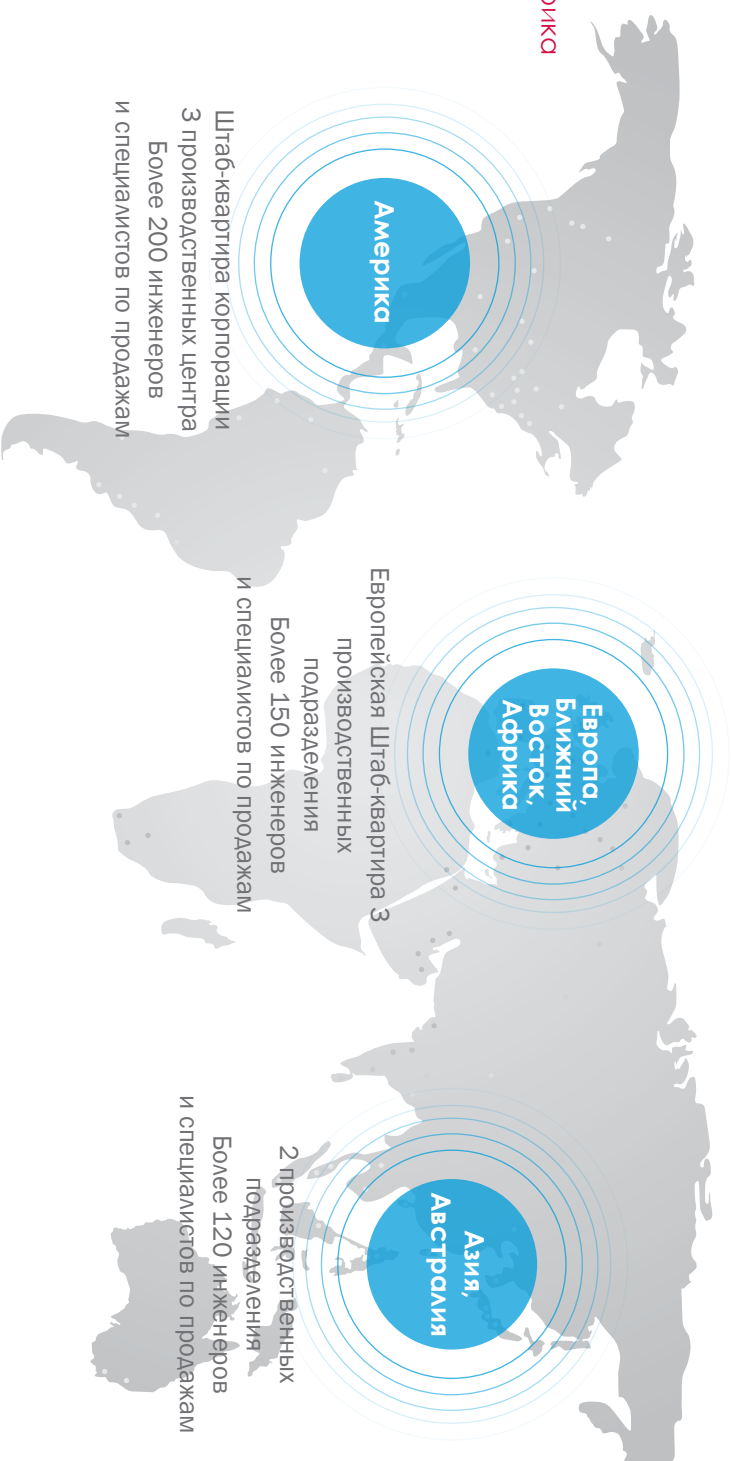 Америка
Штаб-квартира корпорации
3 производственных центра
Более 200 инженеров
и специалистов по продажам
Европа,
Ближний
Восток,
Африка
Европейская Штаб-квартира 3
производственных
подразделения
Более 150 инженеров
и специалистов по продажам
Азия,
Австралия
2 производственных
подразделения
Более 120 инженеров
и специалистов по продажам